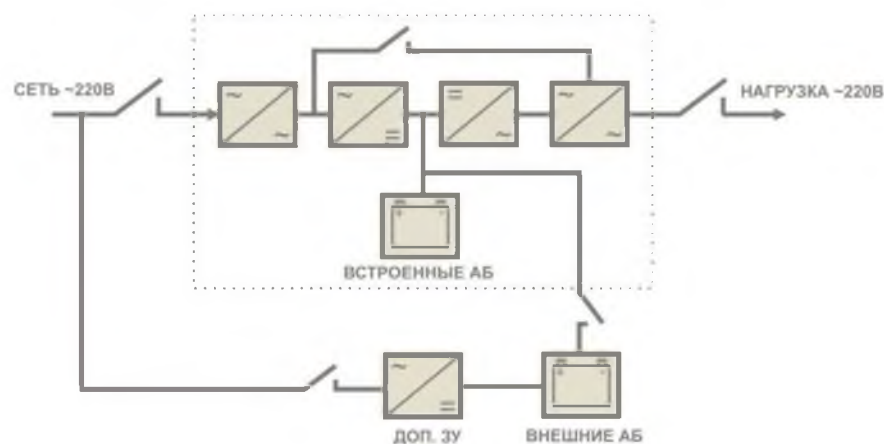 СЕТЬ ~220В
НАГРУЗКА ~220В
ВСТРОЕННЫЕ АБ
ДОП. ЗУ
ВНЕШНИЕ АБ